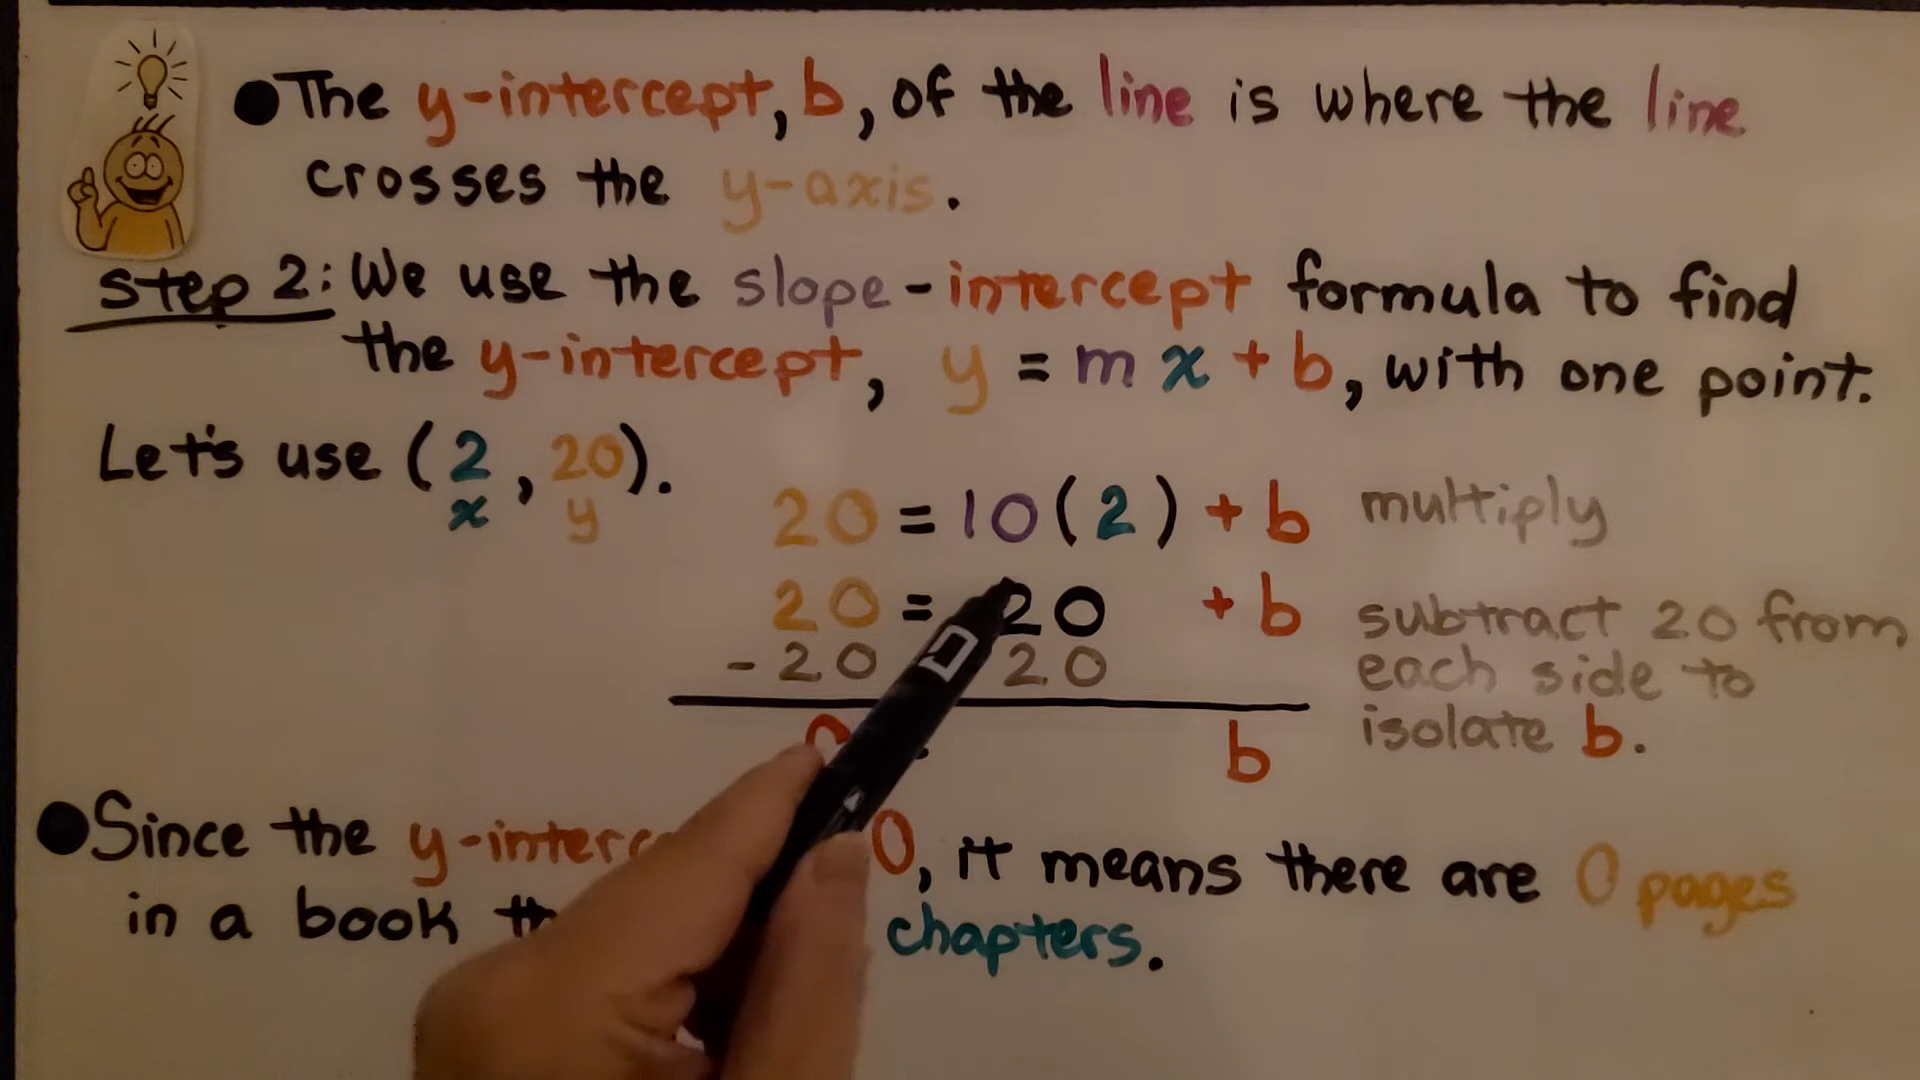 ●The y-intercept, b, of the line is where the line
crosses the y-axis.
step 2: We use the slope-intercept formula to find
the y-intercept, y = mx + b, with one point.
Let's use (2, 20).
x y
20 = 10(2) + b multiply
20 = 20 + b subtract 20 from
-20 20 each side to
b isolate b.
●Since the 0, it means there are 0 pages
in a book chapters.